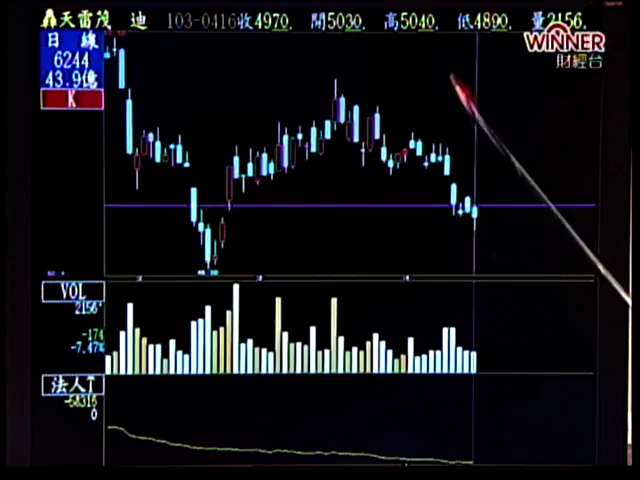 天雷茂 迪 103-0416收4970. 開5030. 高5040. 低4890. 量2156.
WINNER
財經台
日 線
6244
43.9億
K
VOL
2156
-174
-7.47%
法人↑
-58316
0